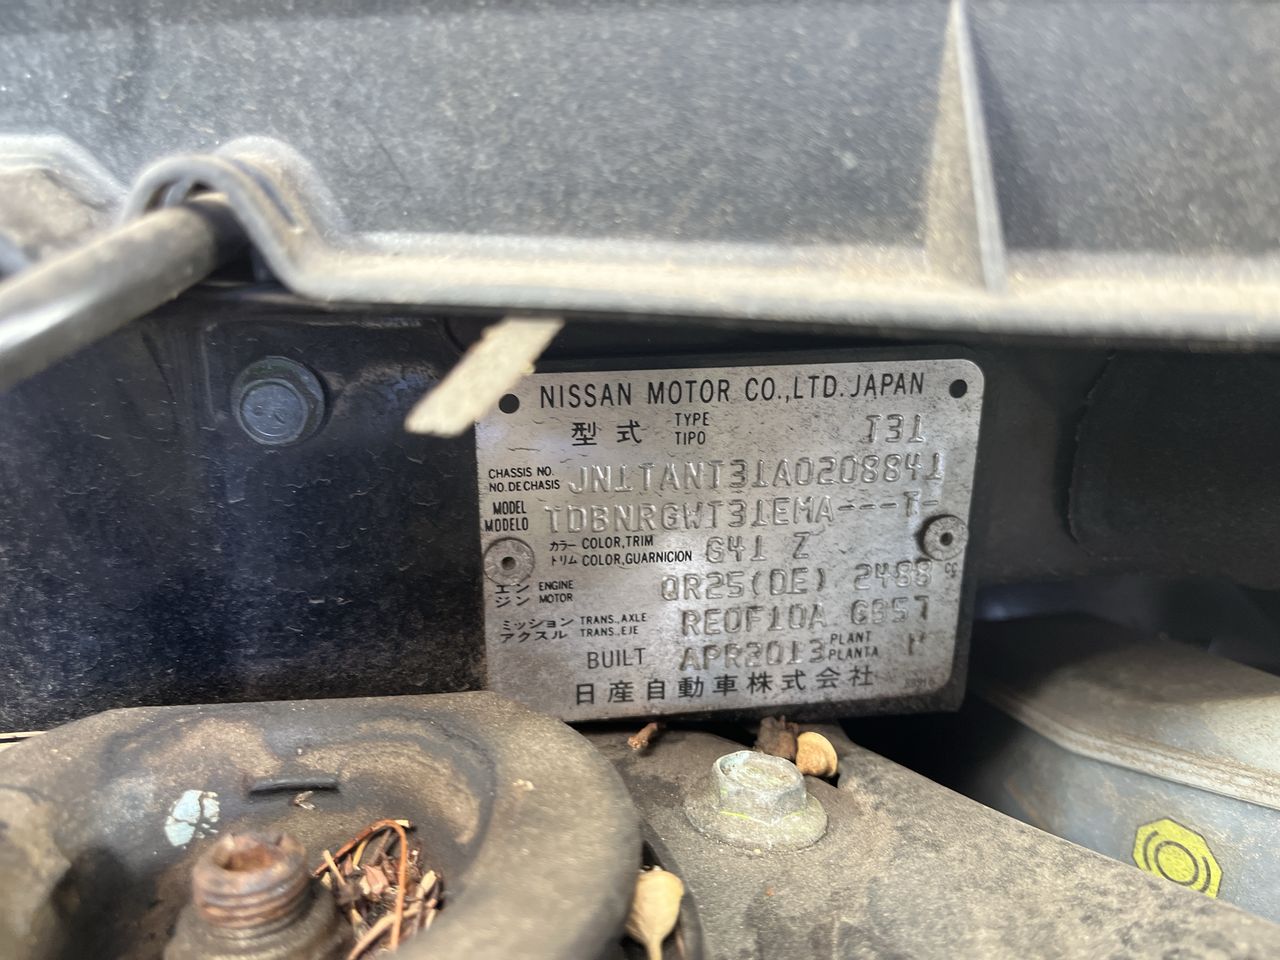 NISSAN MOTOR CO.,LTD.JAPAN
型式 TYPE TIPO T31
CHASSIS NO. NO.DE CHASIS JN1TANT31A0208841
MODEL MODELO TDBNRGWT31EMA---T-
カラー COLOR,TRIM トリム COLOR,GUARNICION G41 Z
エンジン ENGINE MOTOR QR25(DE) 2488 cc
ミッション TRANS.,AXLE アクスル TRANS.,EJE RE0F10A GB57
BUILT APR2013 PLANT PLANTA
日産自動車株式会社